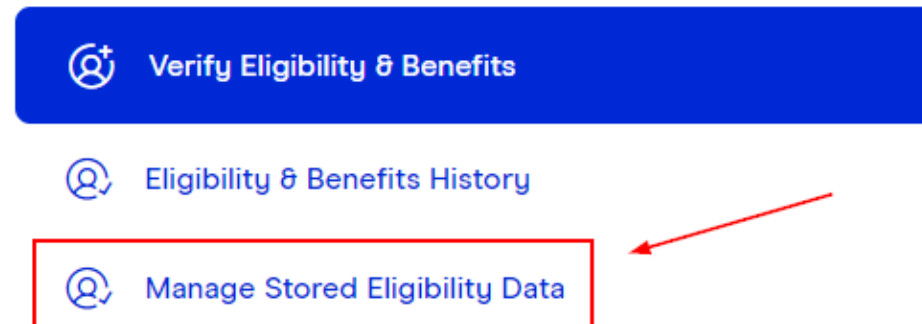 Verify Eligibility & Benefits
Eligibility & Benefits History
Manage Stored Eligibility Data